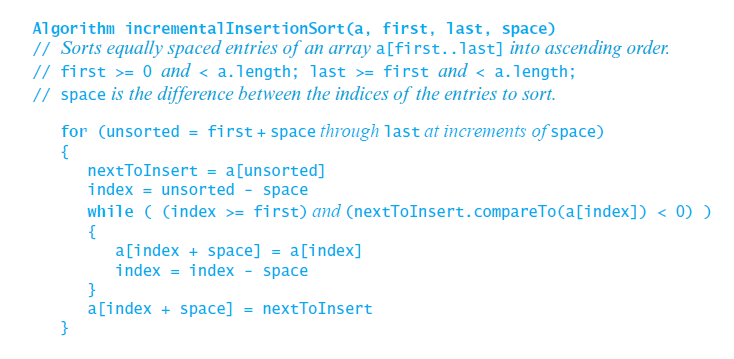 Algorithm incrementalInsertionSort(a, first, last, space)
// Sorts equally spaced entries of an array a[first..last] into ascending order.
// first >= 0 and < a.length; last >= first and < a.length;
// space is the difference between the indices of the entries to sort.
for (unsorted = first + space through last at increments of space)
{
nextToInsert = a[unsorted]
index = unsorted - space
while ( (index >= first) and (nextToInsert.compareTo(a[index]) < 0) )
{
a[index + space] = a[index]
index = index - space
}
a[index + space] = nextToInsert
}